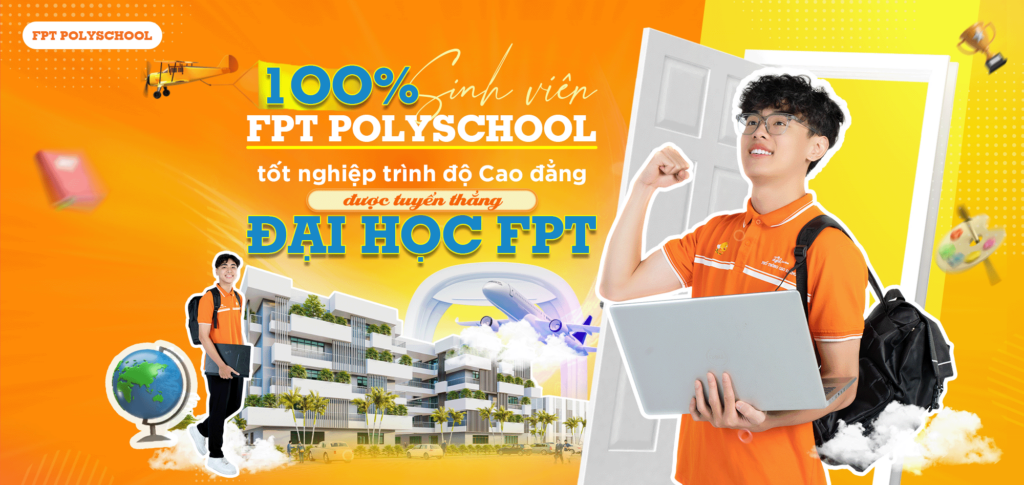 FPT POLYSCHOOL
100% Sinh viên
FPT POLYSCHOOL
tốt nghiệp trình độ Cao đẳng
được tuyển thẳng
ĐẠI HỌC FPT